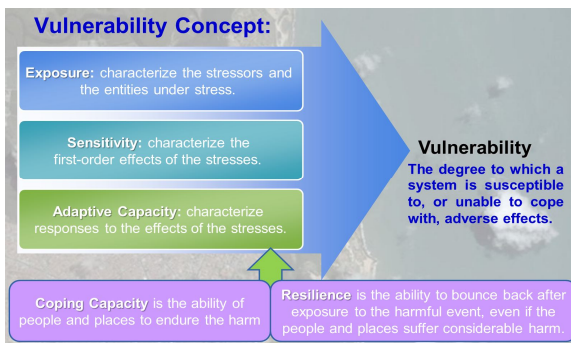 Vulnerability Concept:
Exposure: characterize the stressors and
the entities under stress.
Sensitivity: characterize the
first-order effects of the stresses.
Adaptive Capacity: characterize
responses to the effects of the stresses.
Vulnerability
The degree to which a
system is susceptible
to, or unable to cope
with, adverse effects.
Coping Capacity is the ability of
people and places to endure the harm
Resilience is the ability to bounce back after
exposure to the harmful event, even if the
people and places suffer considerable harm.